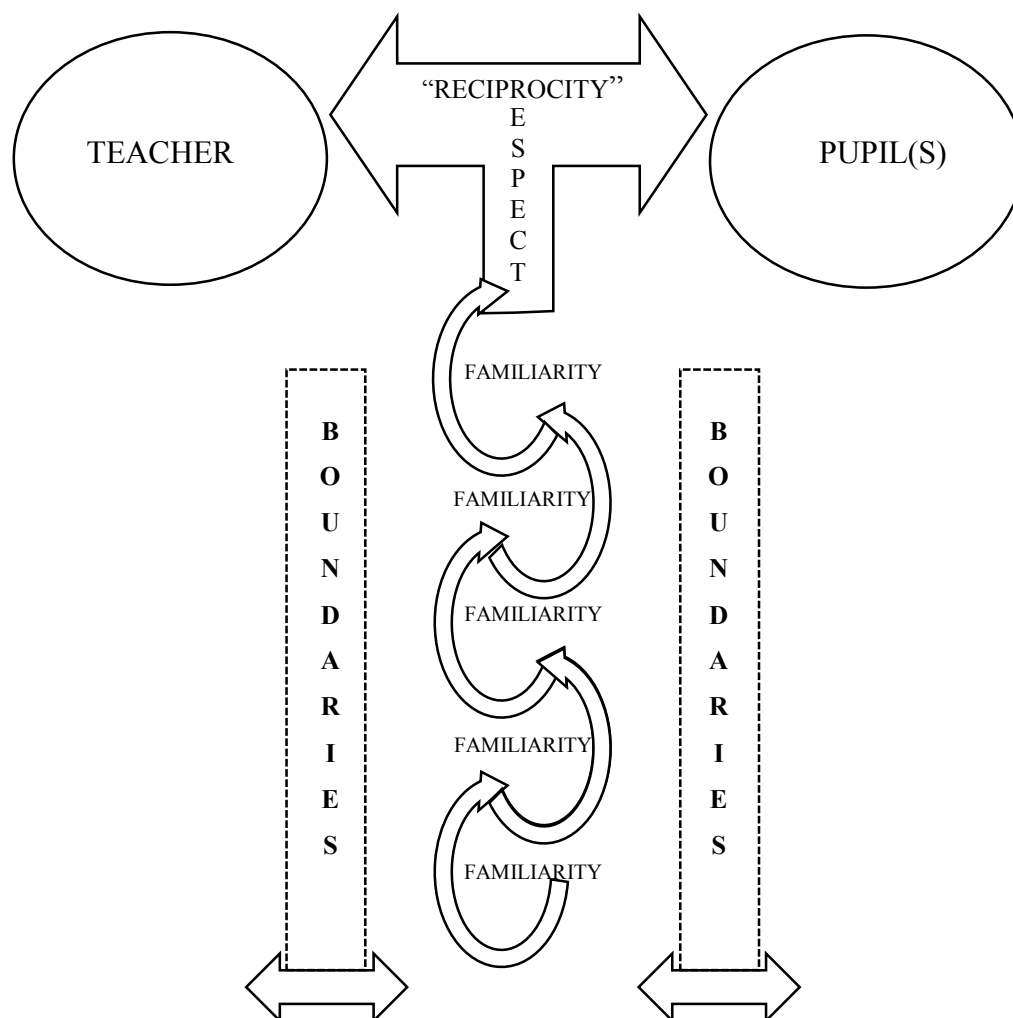 TEACHER
“RECIPROCITY”
E
S
P
E
C
T
PUPIL(S)
FAMILIARITY
FAMILIARITY
FAMILIARITY
FAMILIARITY
FAMILIARITY
B
O
U
N
D
A
R
I
E
S
B
O
U
N
D
A
R
I
E
S